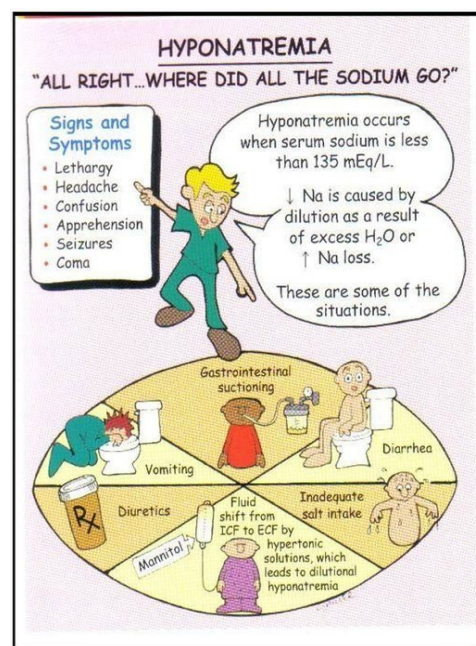 HYPONATREMIA
“ALL RIGHT...WHERE DID ALL THE SODIUM GO?”
Signs and
Symptoms
• Lethargy
• Headache
• Confusion
• Apprehension
• Seizures
• Coma
Hyponatremia occurs
when serum sodium is less
than 135 mEq/L.
↓ Na is caused by
dilution as a result
of excess H₂O or
↑ Na loss.
These are some of the
situations.
Gastrointestinal
suctioning
Diarrhea
Vomiting
Inadequate
salt intake
Diuretics
Rx
Mannitol
Fluid
shift from
ICF to ECF by
hypertonic
solutions, which
leads to dilutional
hyponatremia